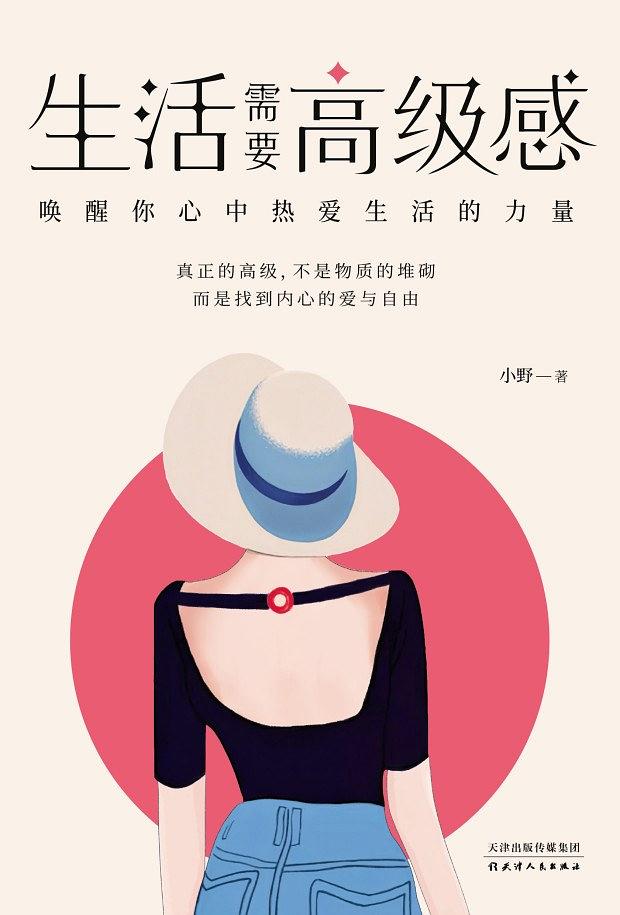 生活需要高级感
唤醒你心中热爱生活的力量
真正的高级，不是物质的堆砌
而是找到内心的爱与自由
小野—著
天津出版传媒集团
天津人民出版社